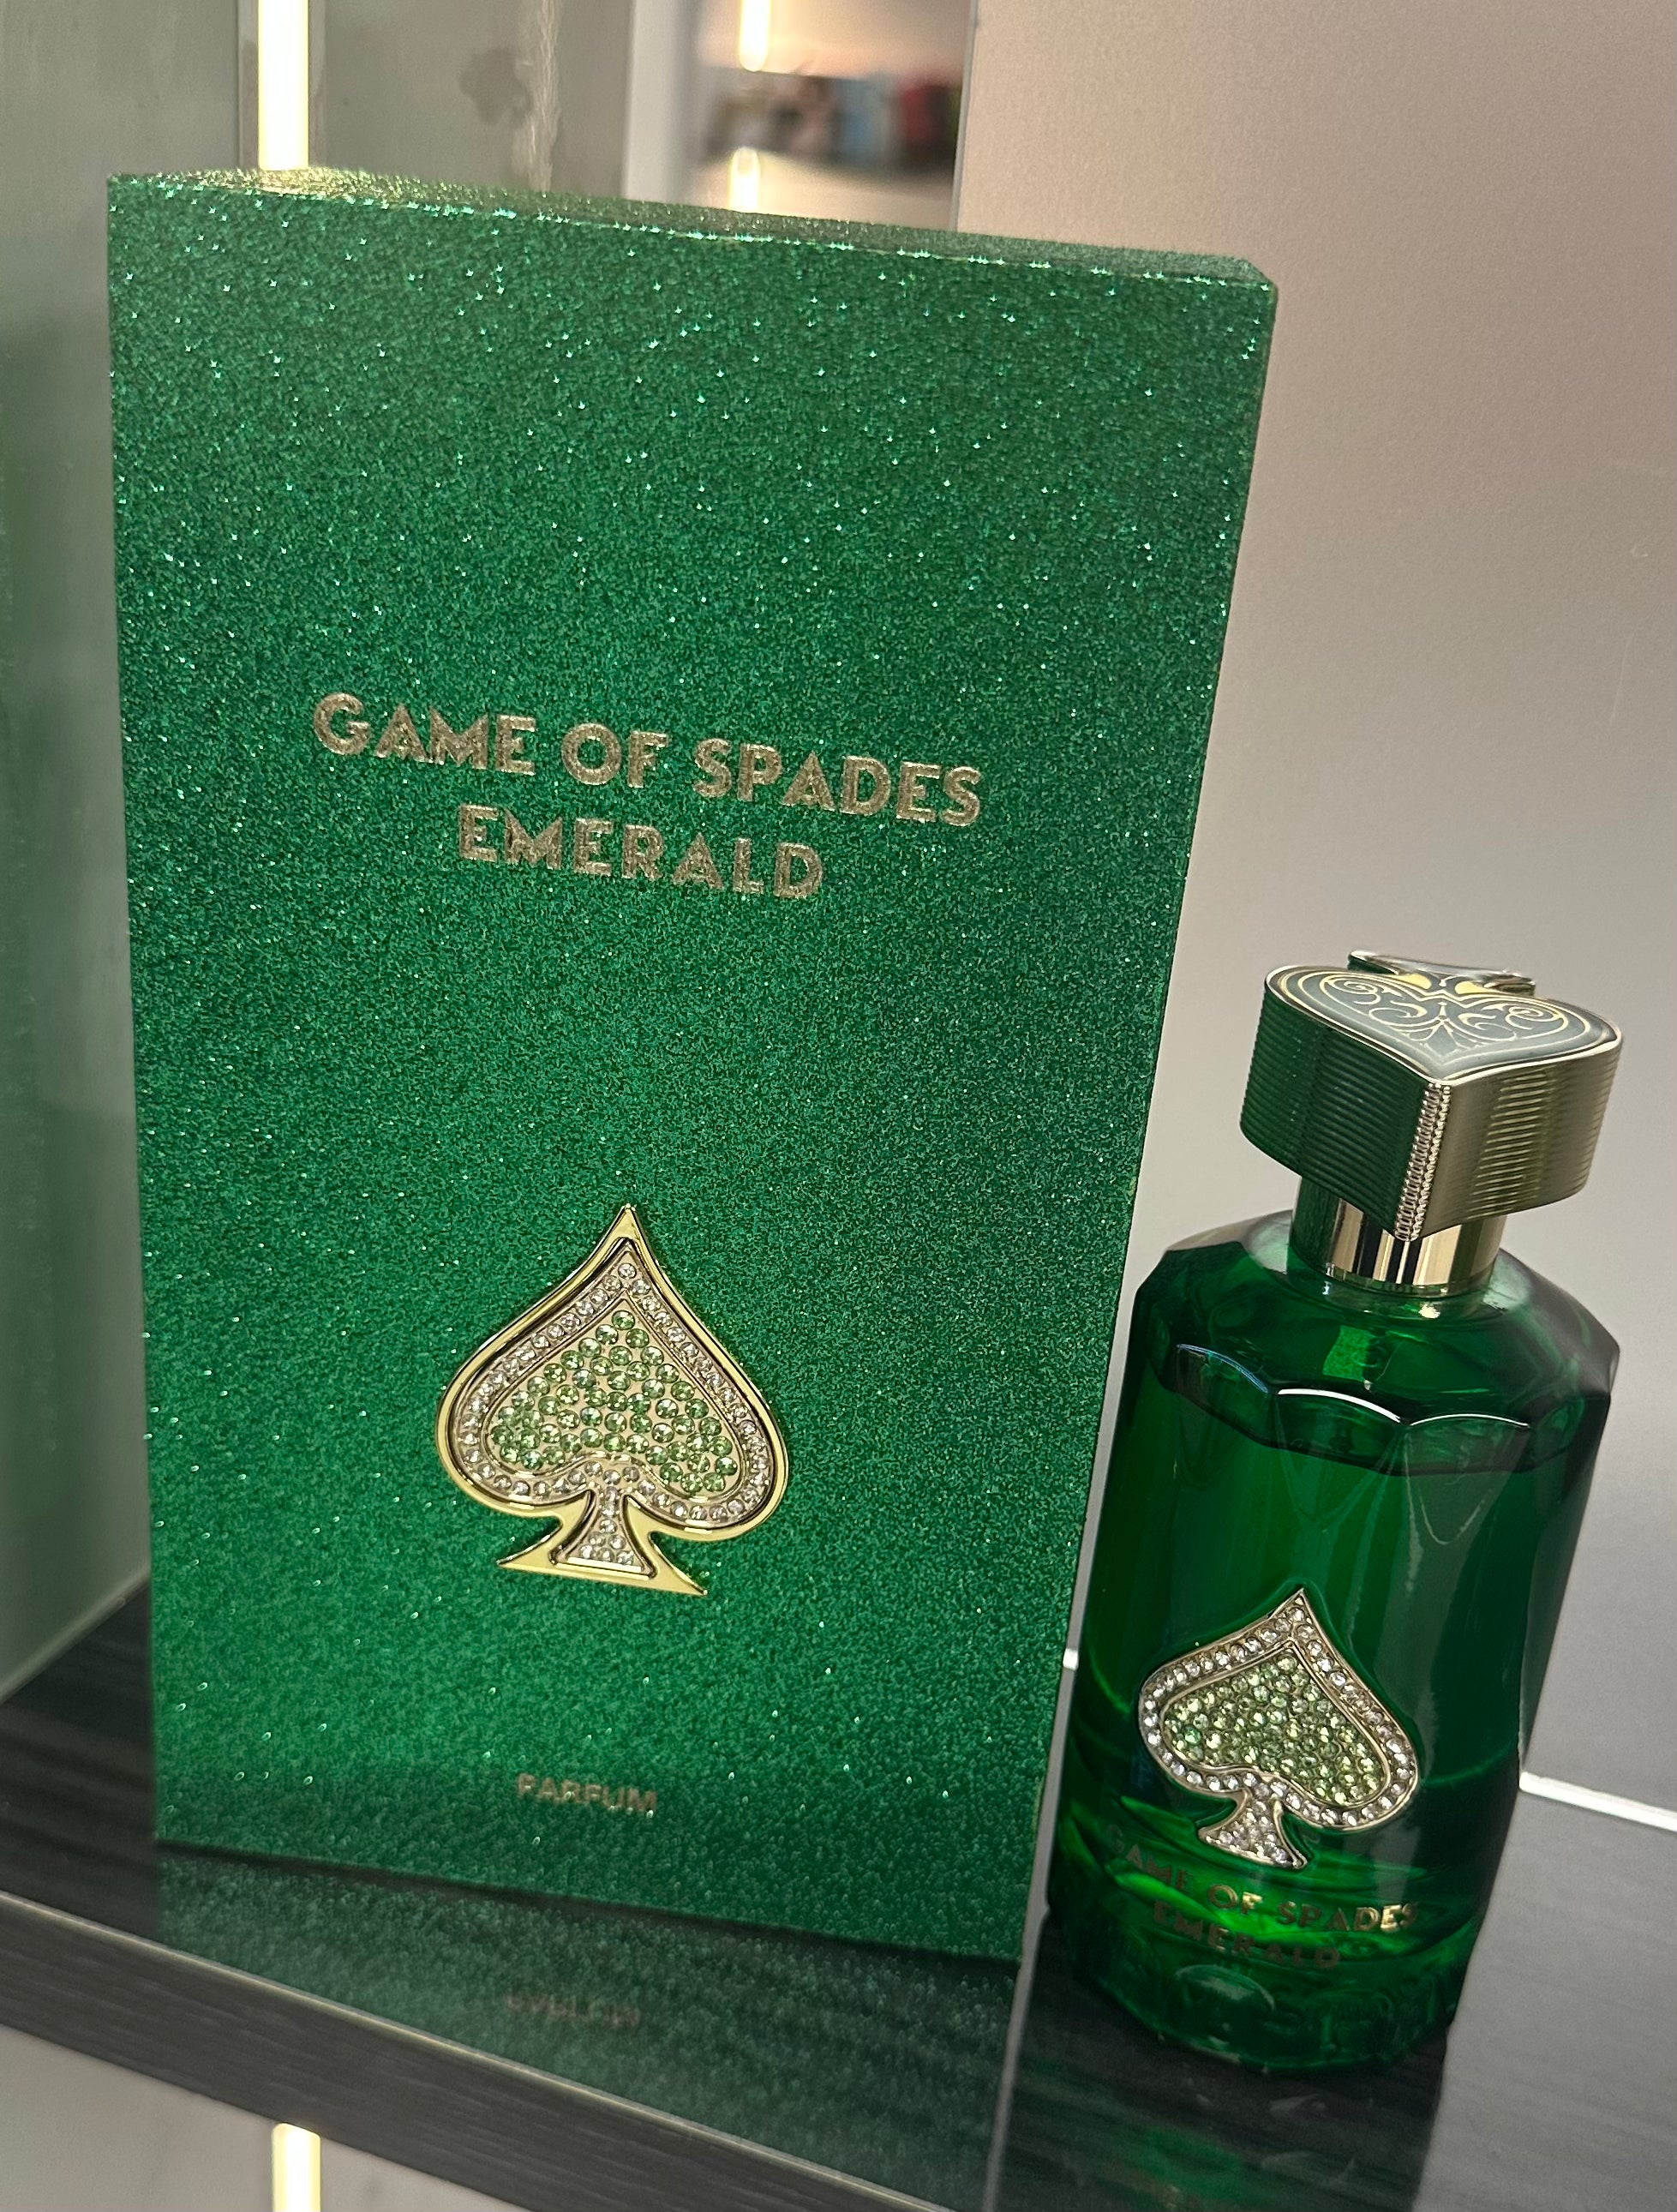 GAME OF SPADES
EMERALD
PARFUM
GAME OF SPADES
EMERALD